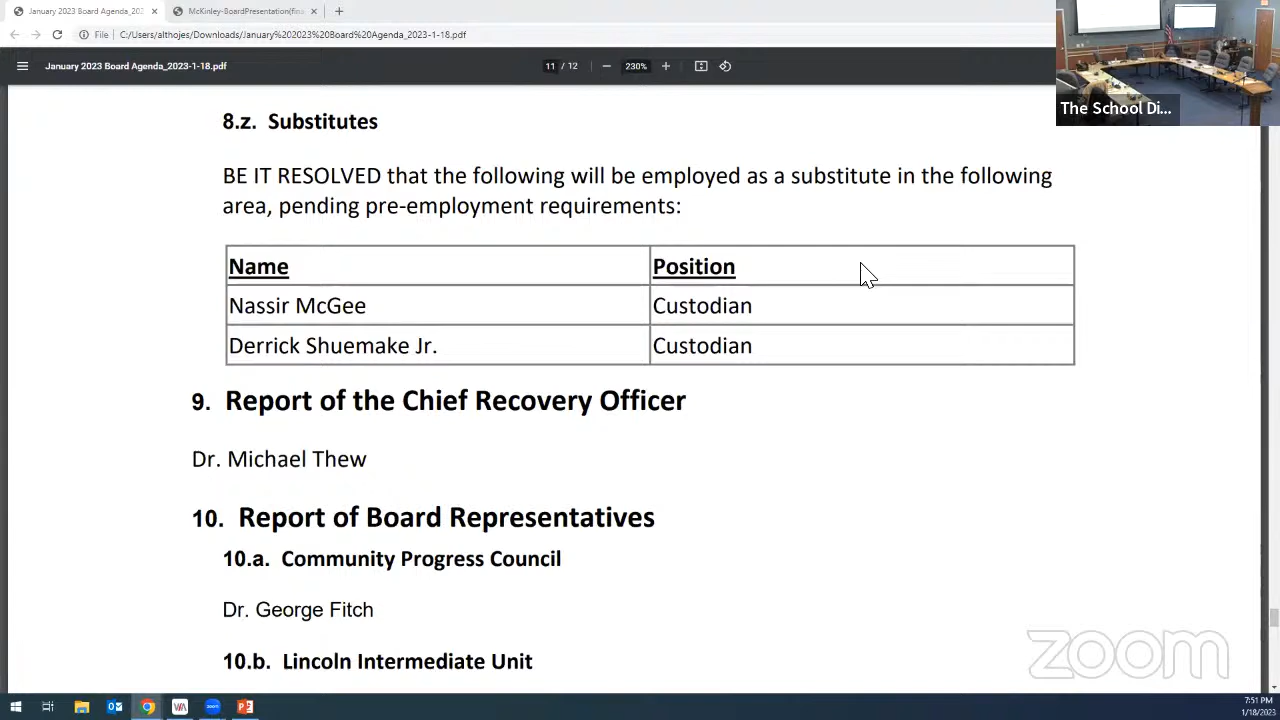 January 2023 Board Agenda_202
McKinley-BoardPresentation(fina
File
C:/Users/althojes/Downloads/January%202023%20Board%20Agenda_2023-1-18.pdf
January 2023 Board Agenda_2023-1-18.pdf
11 / 12
230%
The School Di...
8.z. Substitutes
BE IT RESOLVED that the following will be employed as a substitute in the following
area, pending pre-employment requirements:
Name Position
Nassir McGee Custodian
Derrick Shuemake Jr. Custodian
9. Report of the Chief Recovery Officer
Dr. Michael Thew
10. Report of Board Representatives
10.a. Community Progress Council
Dr. George Fitch
10.b. Lincoln Intermediate Unit
zoom
7:51 PM
1/18/2023